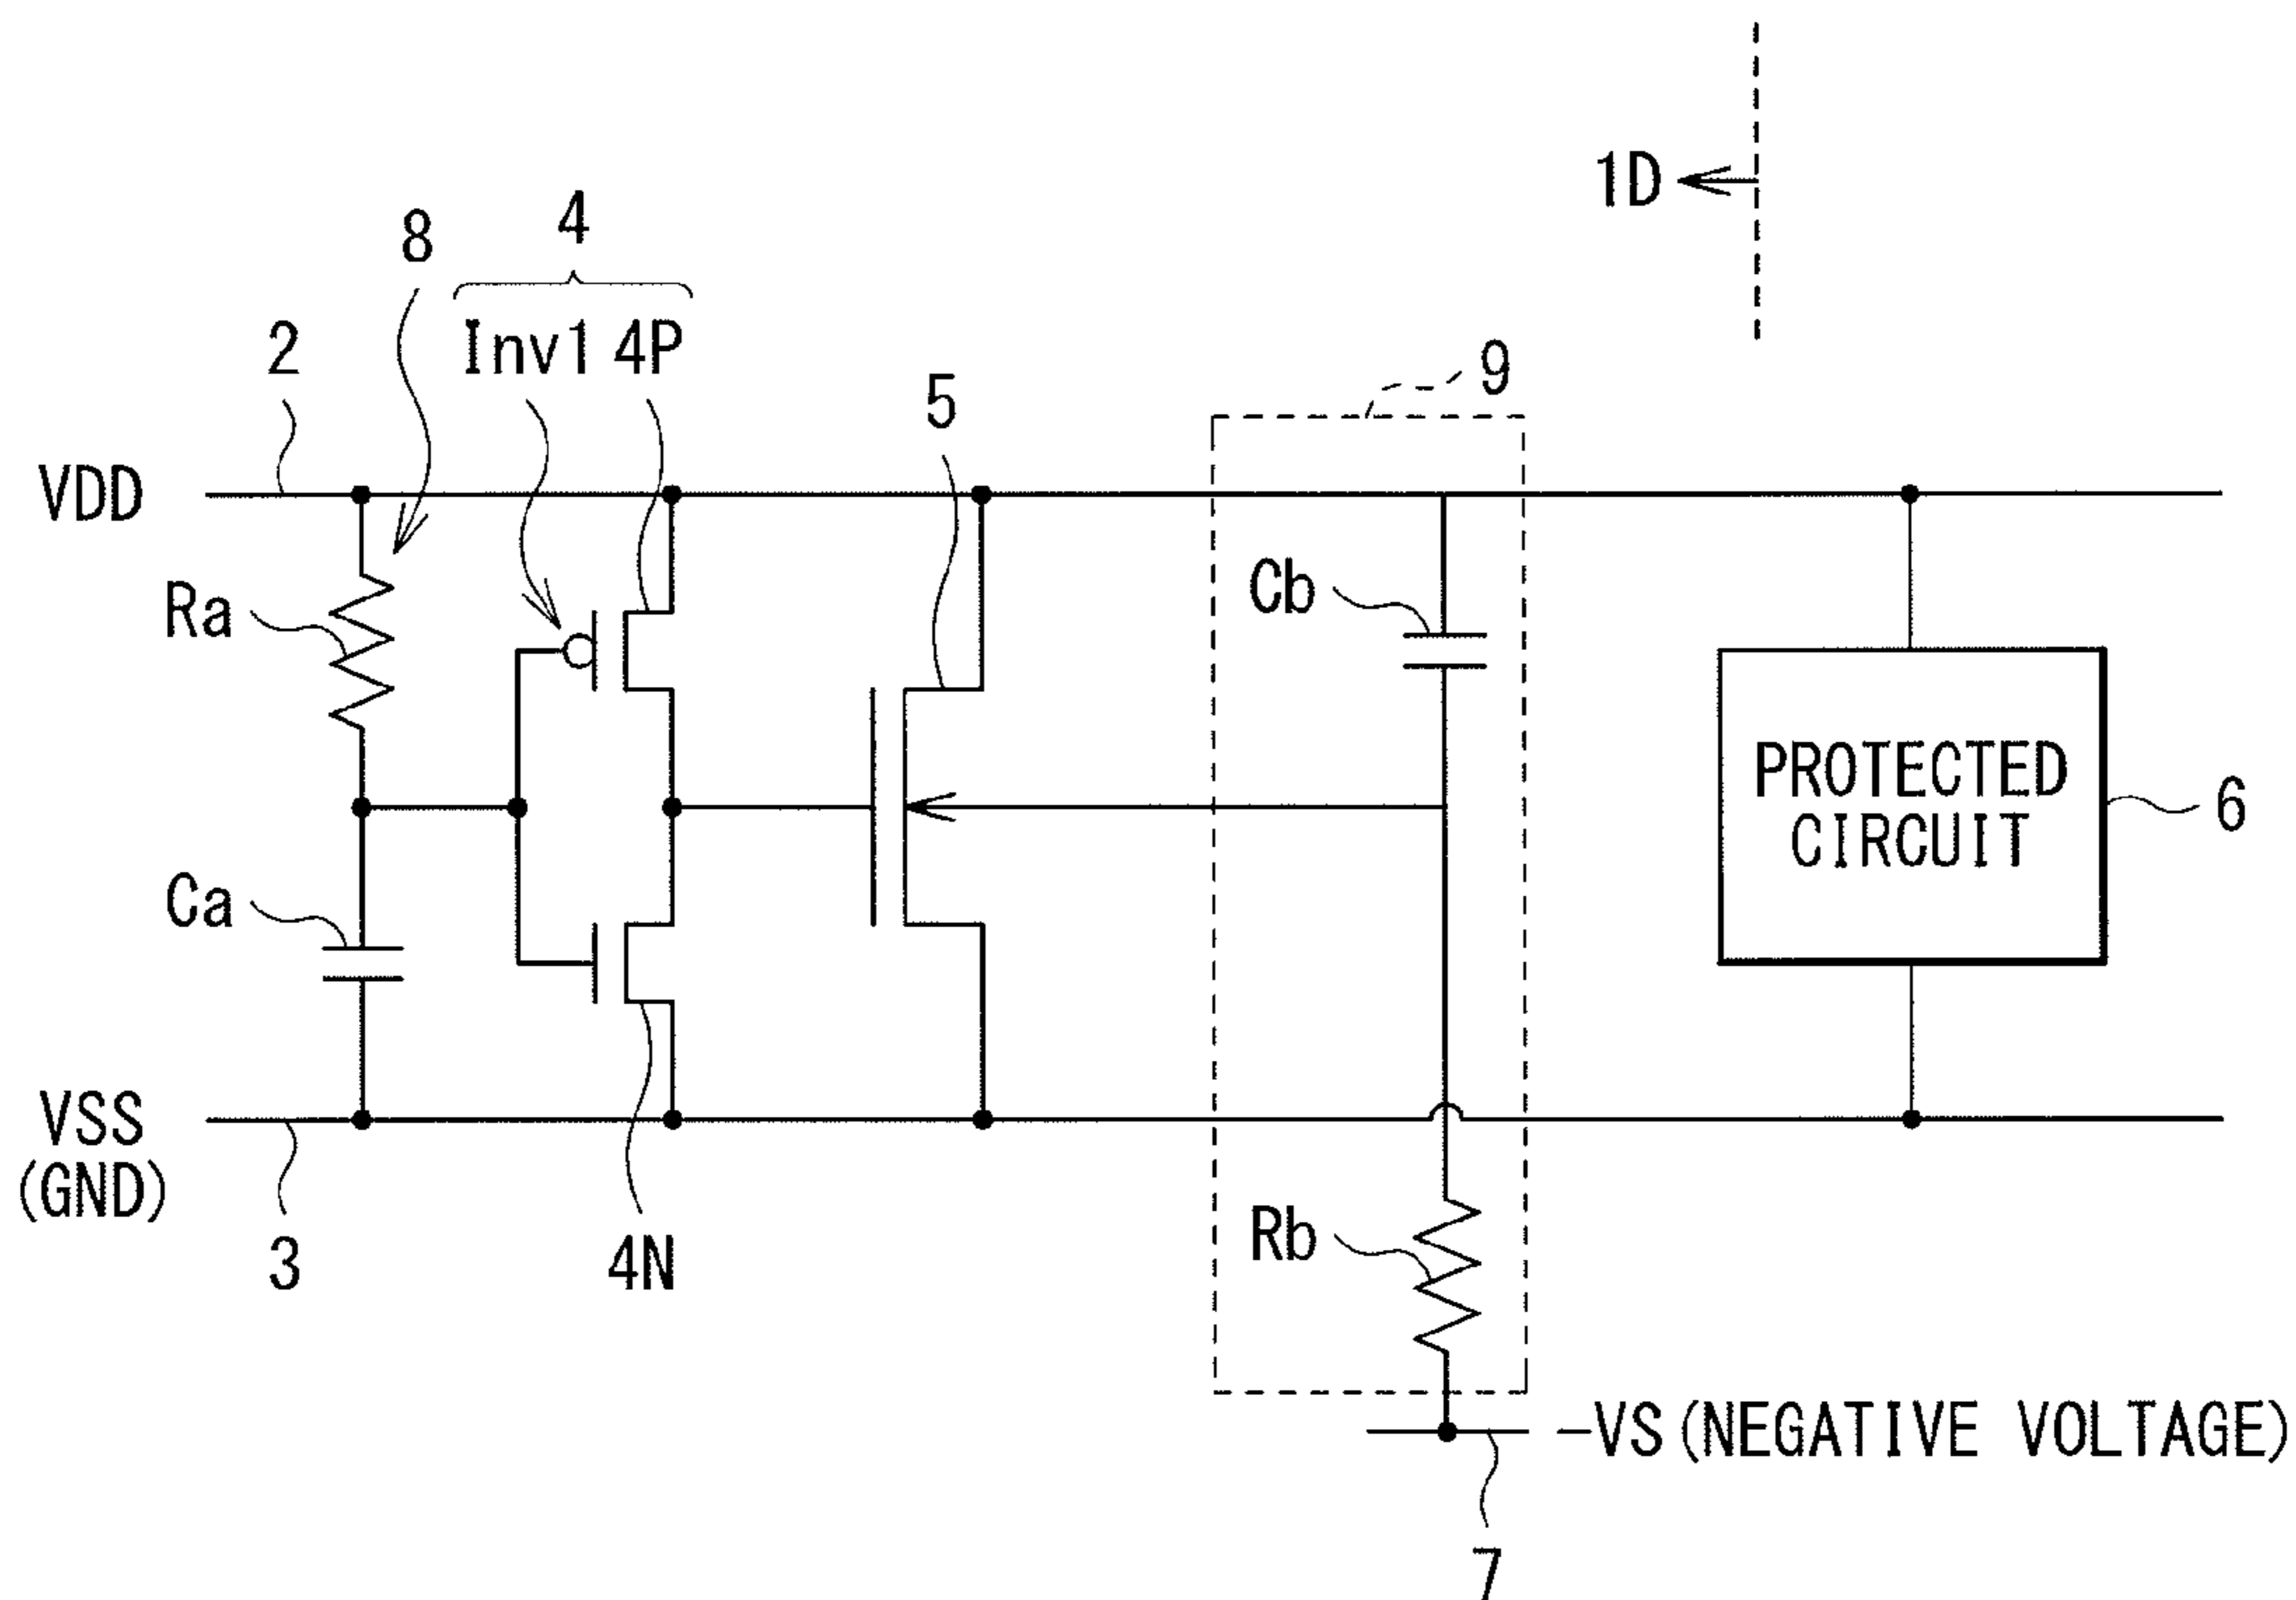 1D
8
4
Inv1 4P
2
5
9
VDD
Ra
Cb
PROTECTED
CIRCUIT
6
Ca
VSS
(GND)
3
4N
Rb
-VS(NEGATIVE VOLTAGE)
7